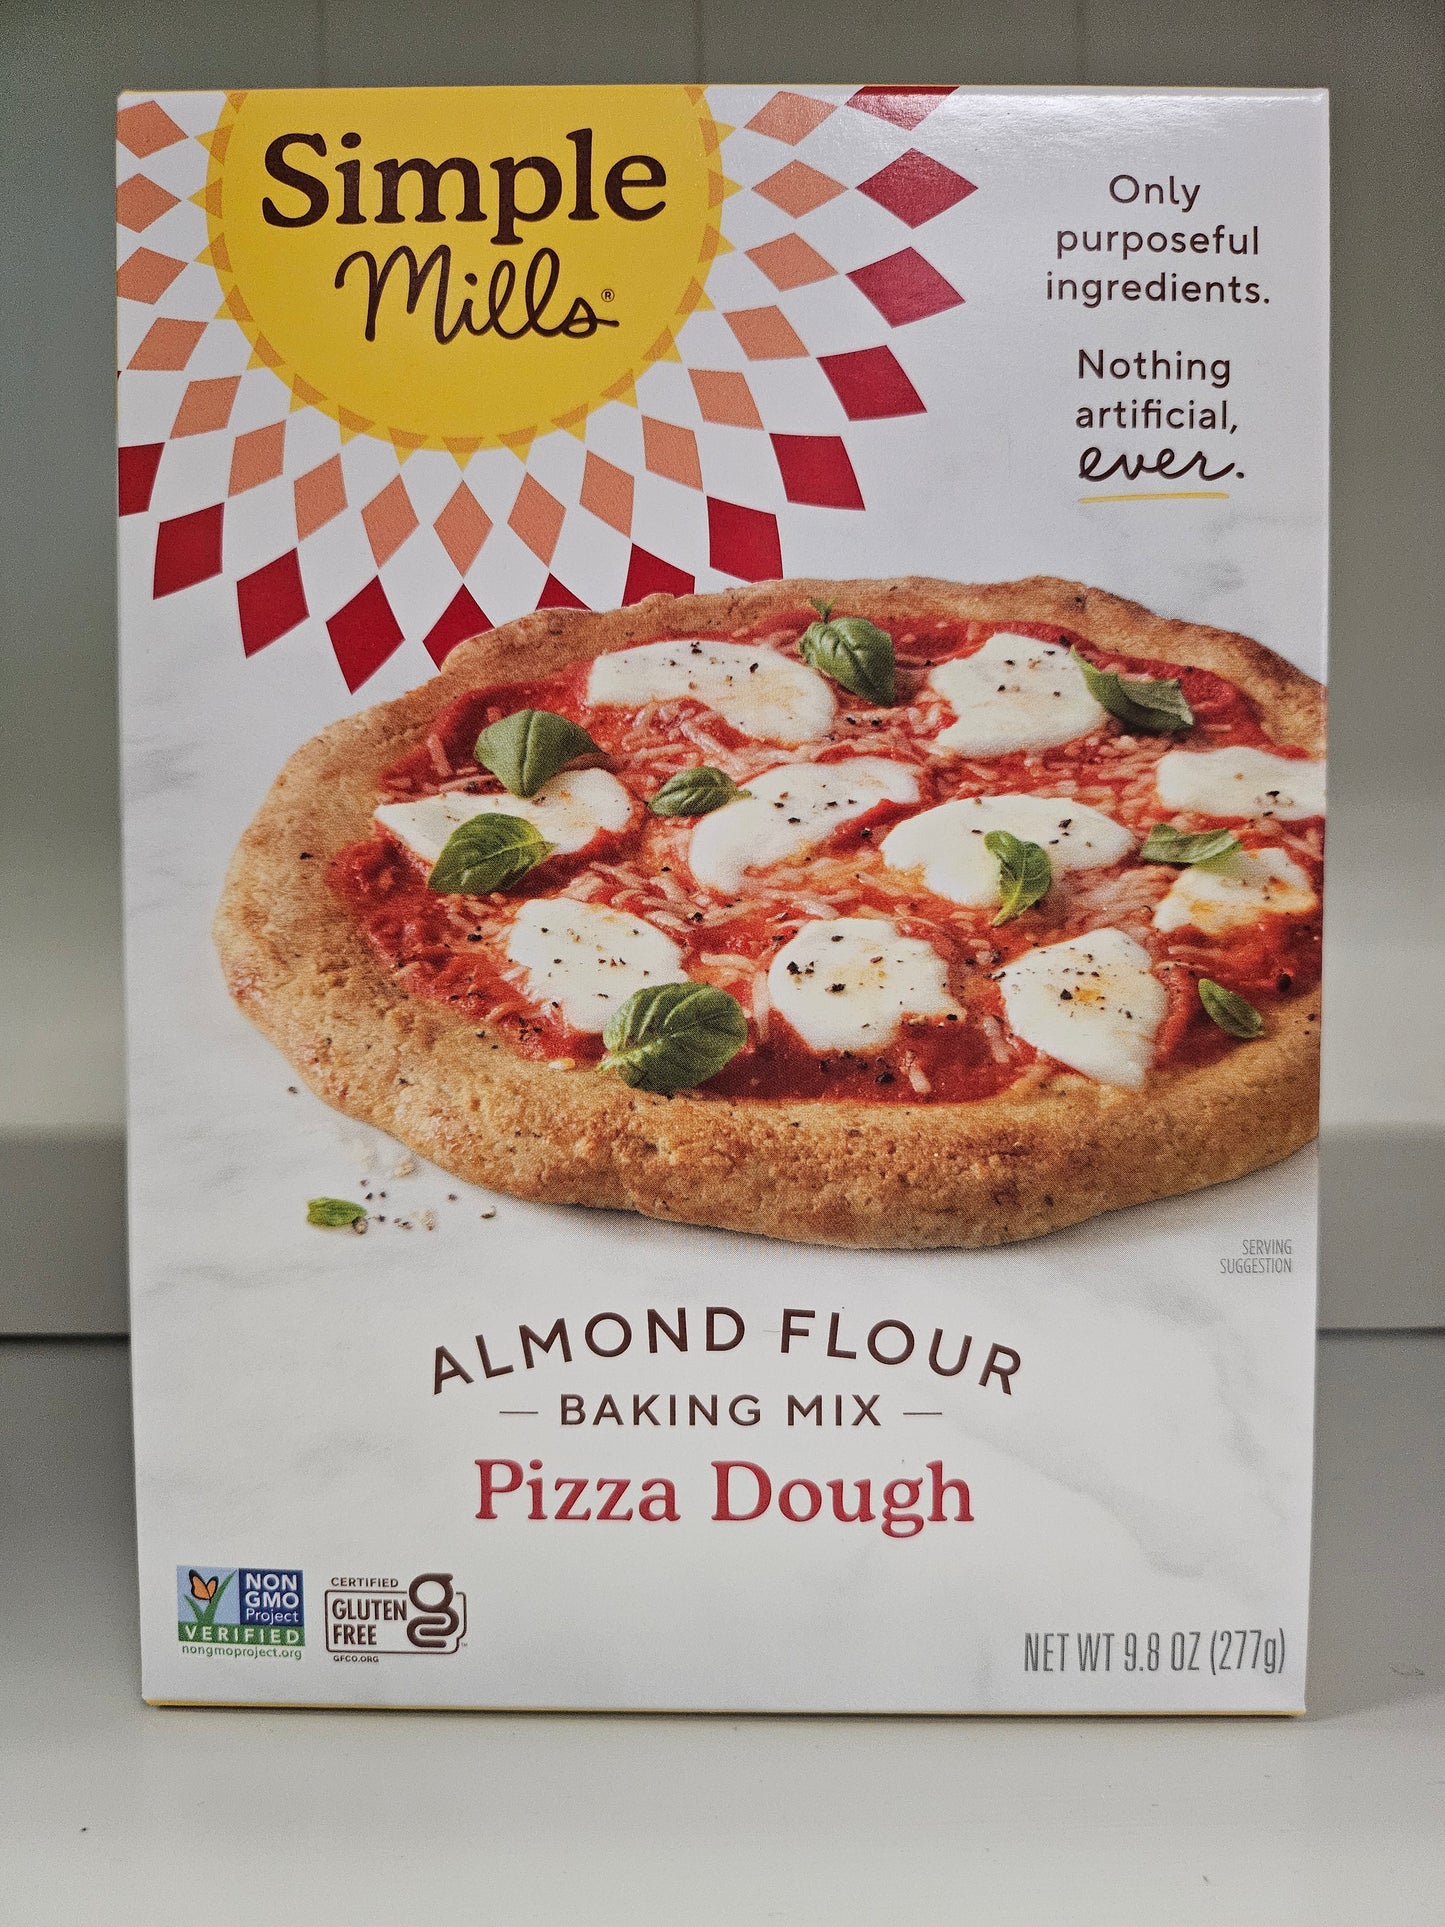 Simple
Mills®
Only
purposeful
ingredients.
Nothing
artificial,
ever.
SERVING
SUGGESTION
ALMOND FLOUR
BAKING MIX
Pizza Dough
NON
GMO
Project
VERIFIED
nongmoproject.org
CERTIFIED
GLUTEN
FREE
GFCO.ORG
NET WT 9.8 OZ (277g)